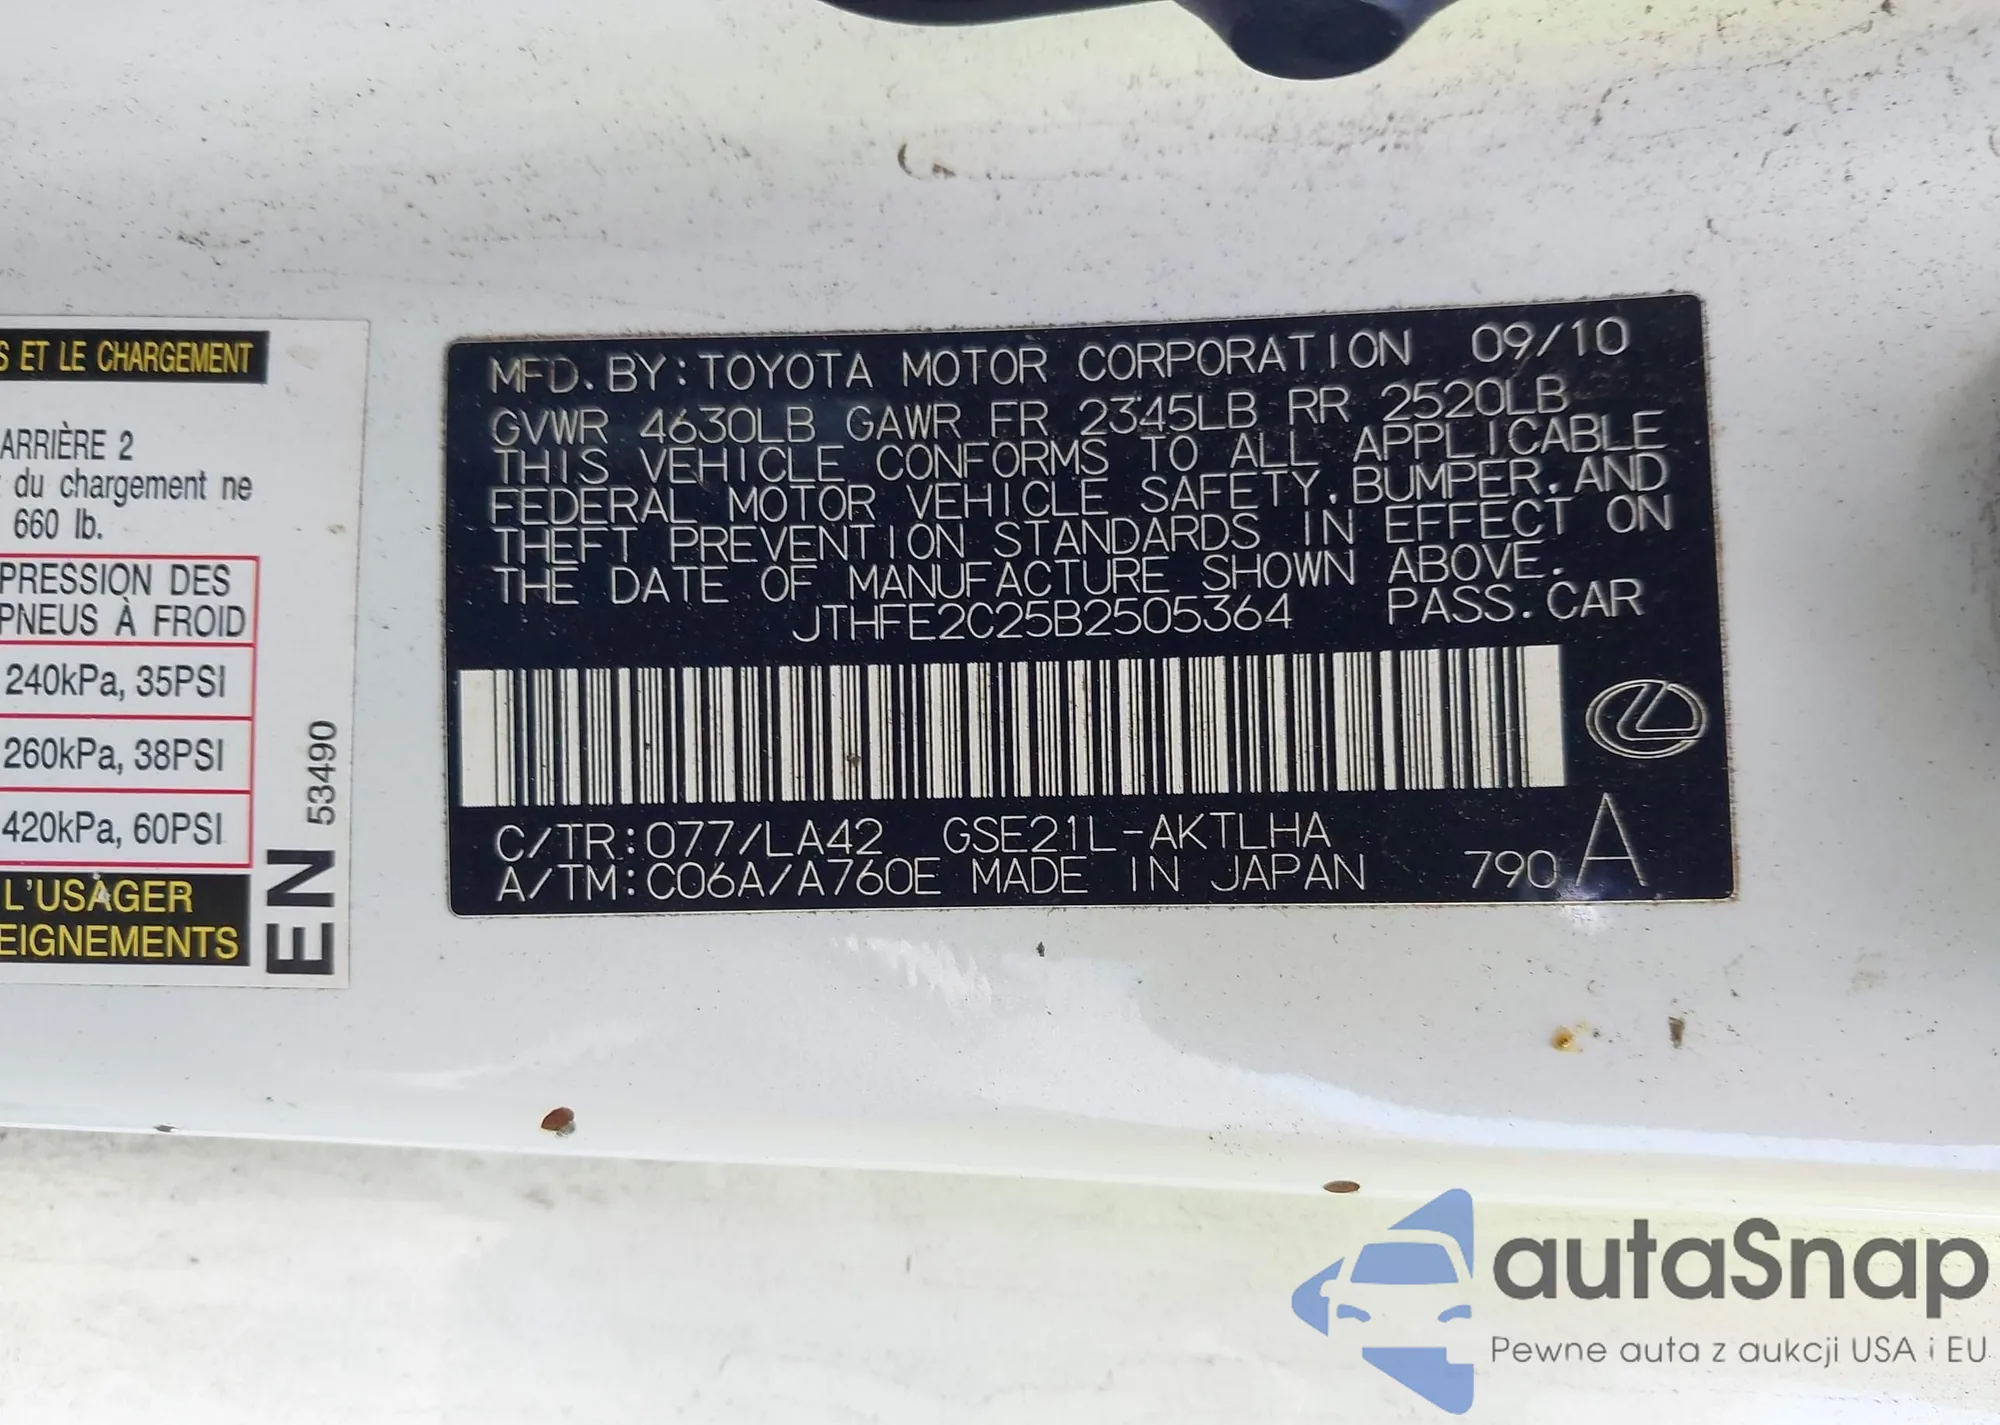 S ET LE CHARGEMENT
ARRIÈRE 2
du chargement ne
660 lb.
PRESSION DES
PNEUS À FROID
240kPa, 35PSI
260kPa, 38PSI
420kPa, 60PSI
L'USAGER
EIGNEMENTS
EN 53490
MFD. BY: TOYOTA MOTOR CORPORATION 09/10
GVWR 4630LB GAWR FR 2345LB RR 2520LB
THIS VEHICLE CONFORMS TO ALL APPLICABLE
FEDERAL MOTOR VEHICLE SAFETY, BUMPER, AND
THEFT PREVENTION STANDARDS IN EFFECT ON
THE DATE OF MANUFACTURE SHOWN ABOVE.
JTHFE2C25B2505364 PASS. CAR
C/TR: 077/LA42 GSE21L-AKTLHA
A/TM: C06A/A760E MADE IN JAPAN 790 A
autaSnap
Pewne auta z aukcji USA i EU